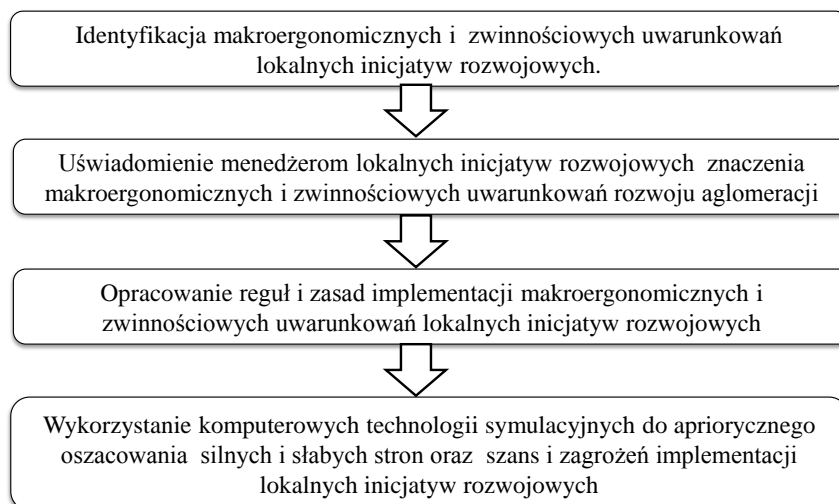 Identyfikacja makroergonomicznych i zwinnościowych uwarunkowań
lokalnych inicjatyw rozwojowych.
Uświadomienie menedżerom lokalnych inicjatyw rozwojowych znaczenia
makroergonomicznych i zwinnościowych uwarunkowań rozwoju aglomeracji
Opracowanie reguł i zasad implementacji makroergonomicznych i
zwinnościowych uwarunkowań lokalnych inicjatyw rozwojowych
Wykorzystanie komputerowych technologii symulacyjnych do apriorycznego
oszacowania silnych i słabych stron oraz szans i zagrożeń implementacji
lokalnych inicjatyw rozwojowych